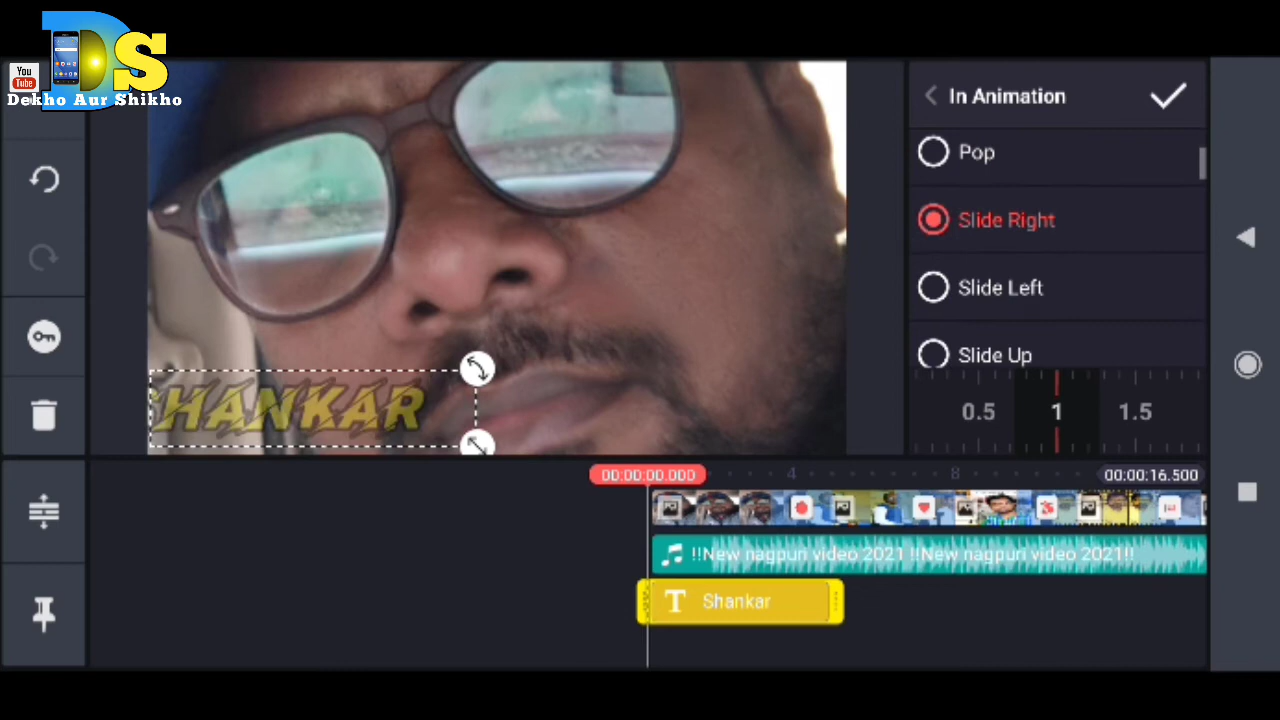 DS
You
Tube
Dekho Aur Shikho
In Animation
Pop
Slide Right
Slide Left
Slide Up
0.5 1 1.5
SHANKAR
00:00:00.000 4 8 00:00:16.500
!!New nagpuri video 2021 !!New nagpuri video 2021!!
T Shankar